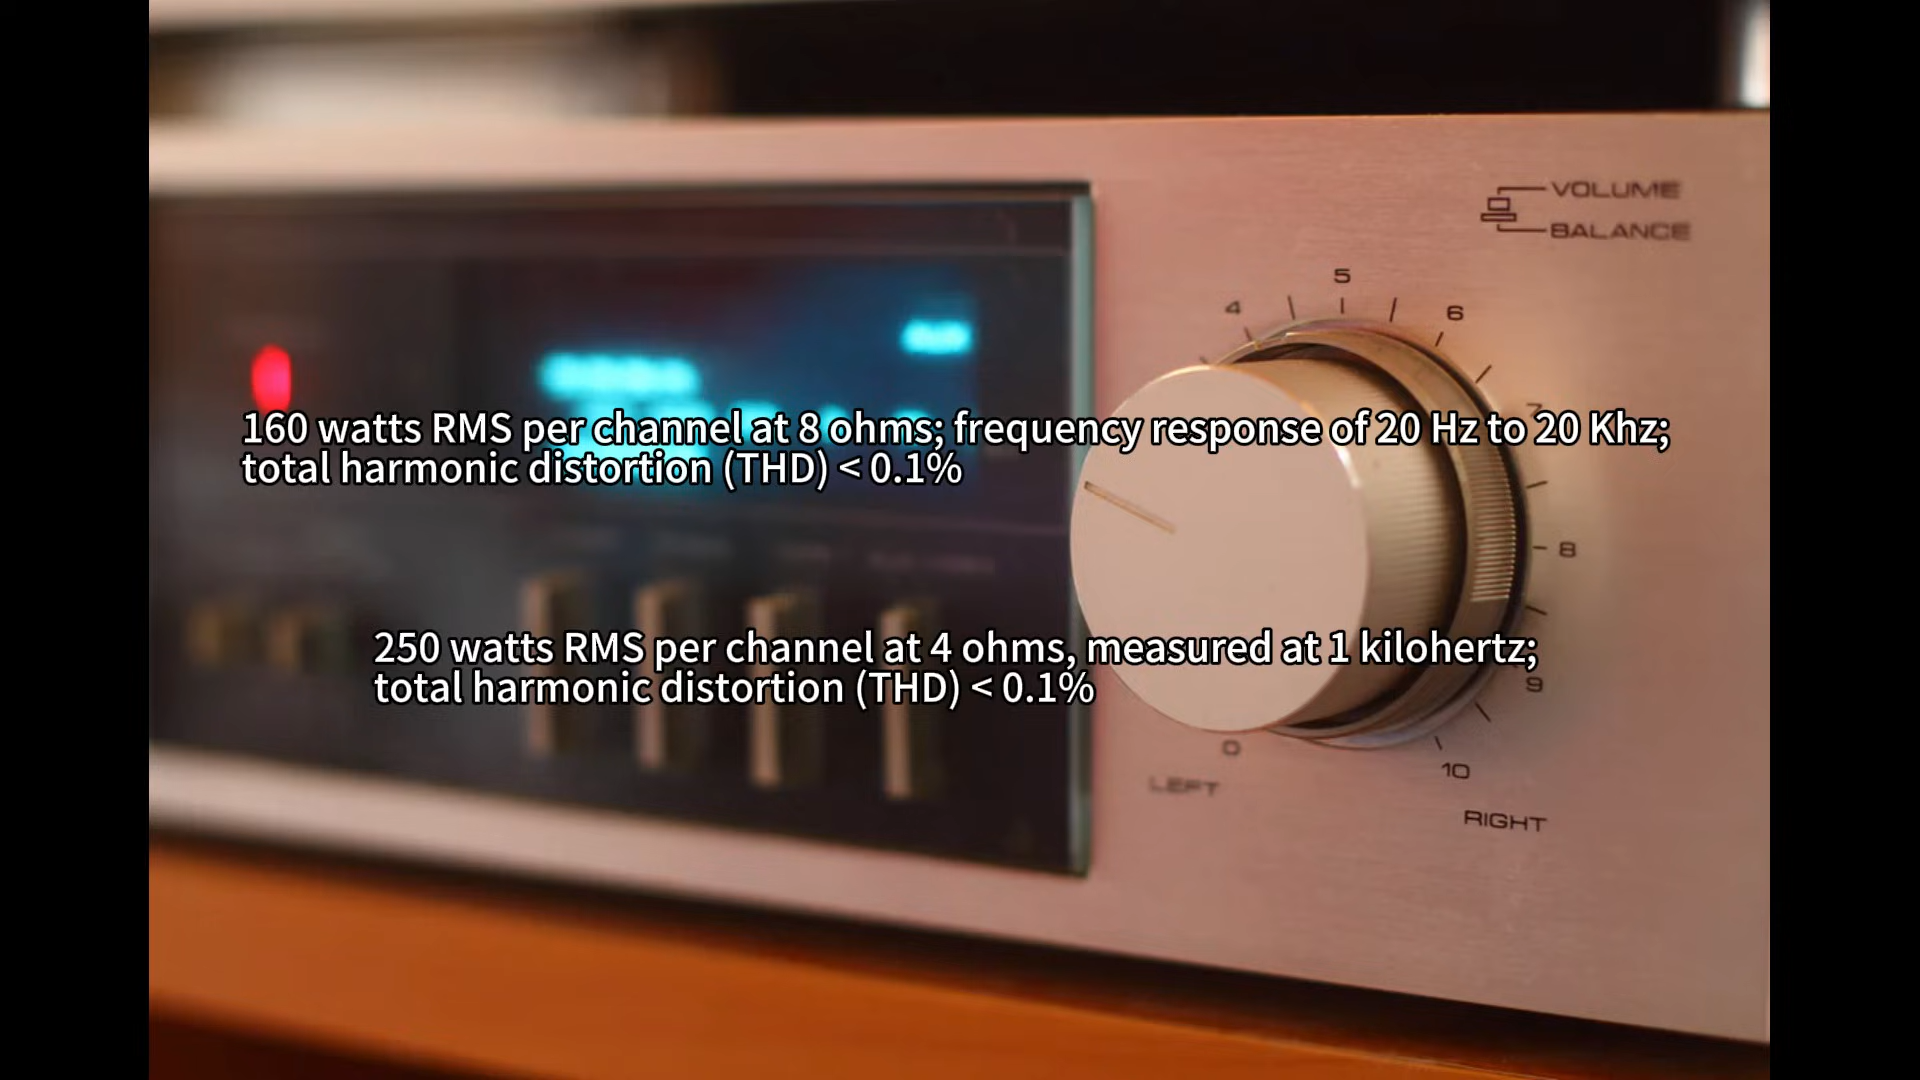 VOLUME
BALANCE
5
4
6
7
160 watts RMS per channel at 8 ohms; frequency response of 20 Hz to 20 Khz;
total harmonic distortion (THD) < 0.1%
8
250 watts RMS per channel at 4 ohms, measured at 1 kilohertz;
total harmonic distortion (THD) < 0.1%
9
0
10
LEFT
RIGHT